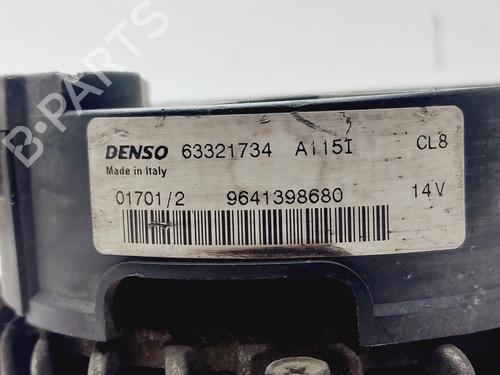 DENSO 63321734 A115I CL8
Made in Italy
01701/2 9641398680 14V
B-PARTS